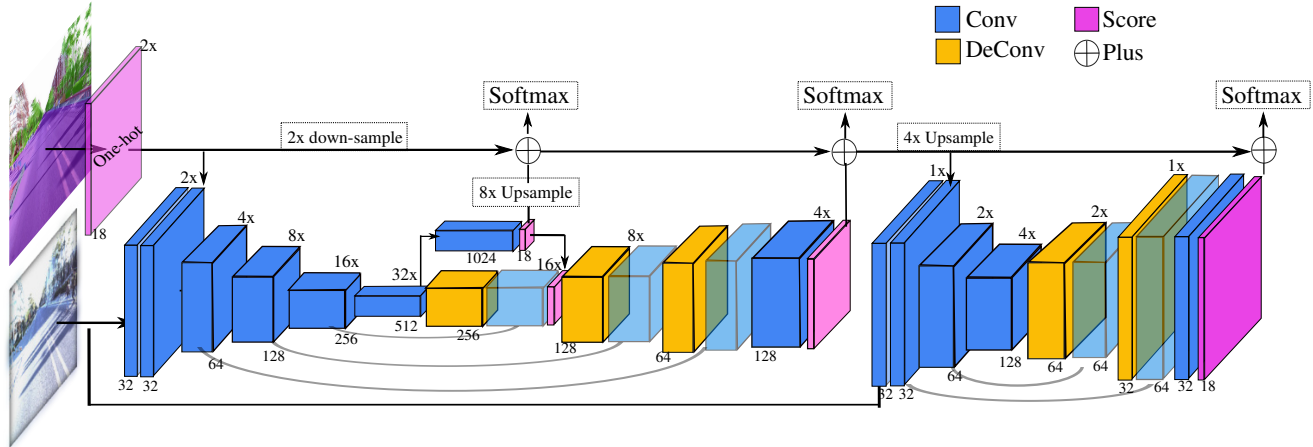 Conv
Score
DeConv
Plus
2x
One-hot
18
Softmax
Softmax
Softmax
2x down-sample
4x Upsample
8x Upsample
2x
4x
8x
16x
32x
1024
18
16x
8x
4x
1x
2x
4x
2x
1x
32
32
64
128
256
512
256
128
64
128
32
32
64
128
64
64
32
64
32
18